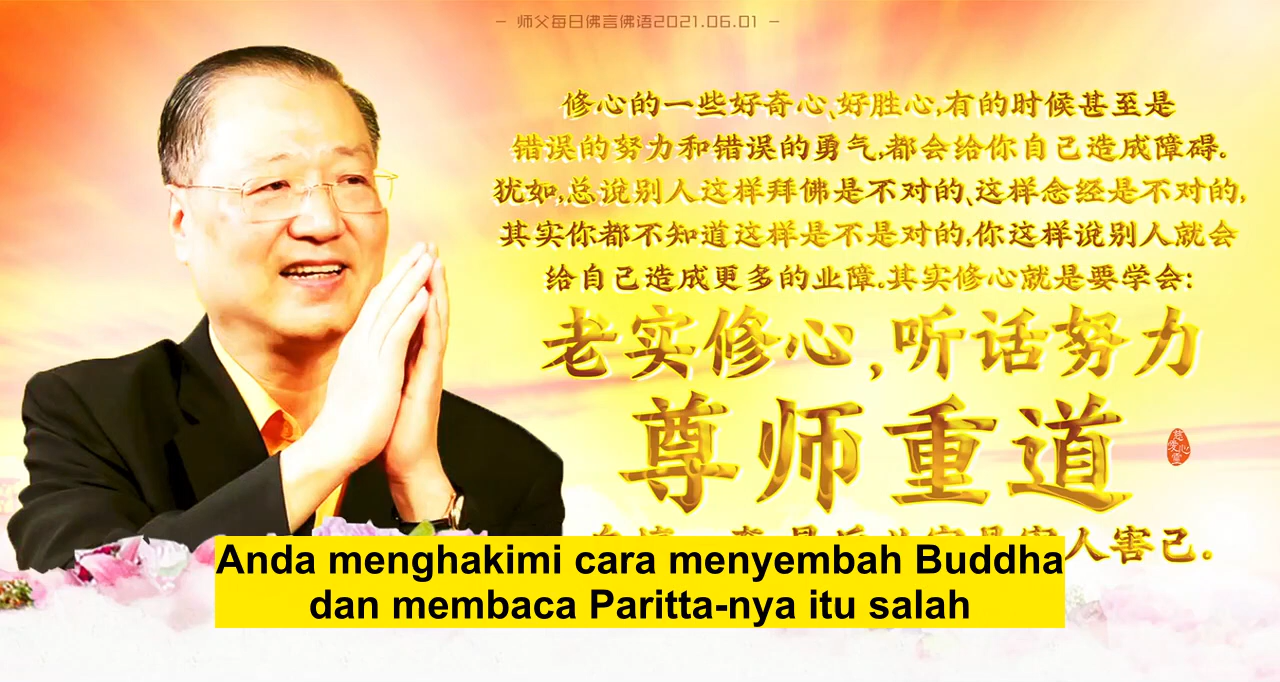 – 师父每日佛言佛语2021.06.01 –
修心的一些好奇心、好胜心,有的时候甚至是
错误的努力和错误的勇气,都会给你自己造成障碍。
犹如,总说别人这样拜佛是不对的、这样念经是不对的,
其实你都不知道这样是不是对的,你这样说别人就会
给自己造成更多的业障。其实修心就是要学会:
老实修心,听话努力
尊师重道
人害己。
Anda menghakimi cara menyembah Buddha
dan membaca Paritta-nya itu salah